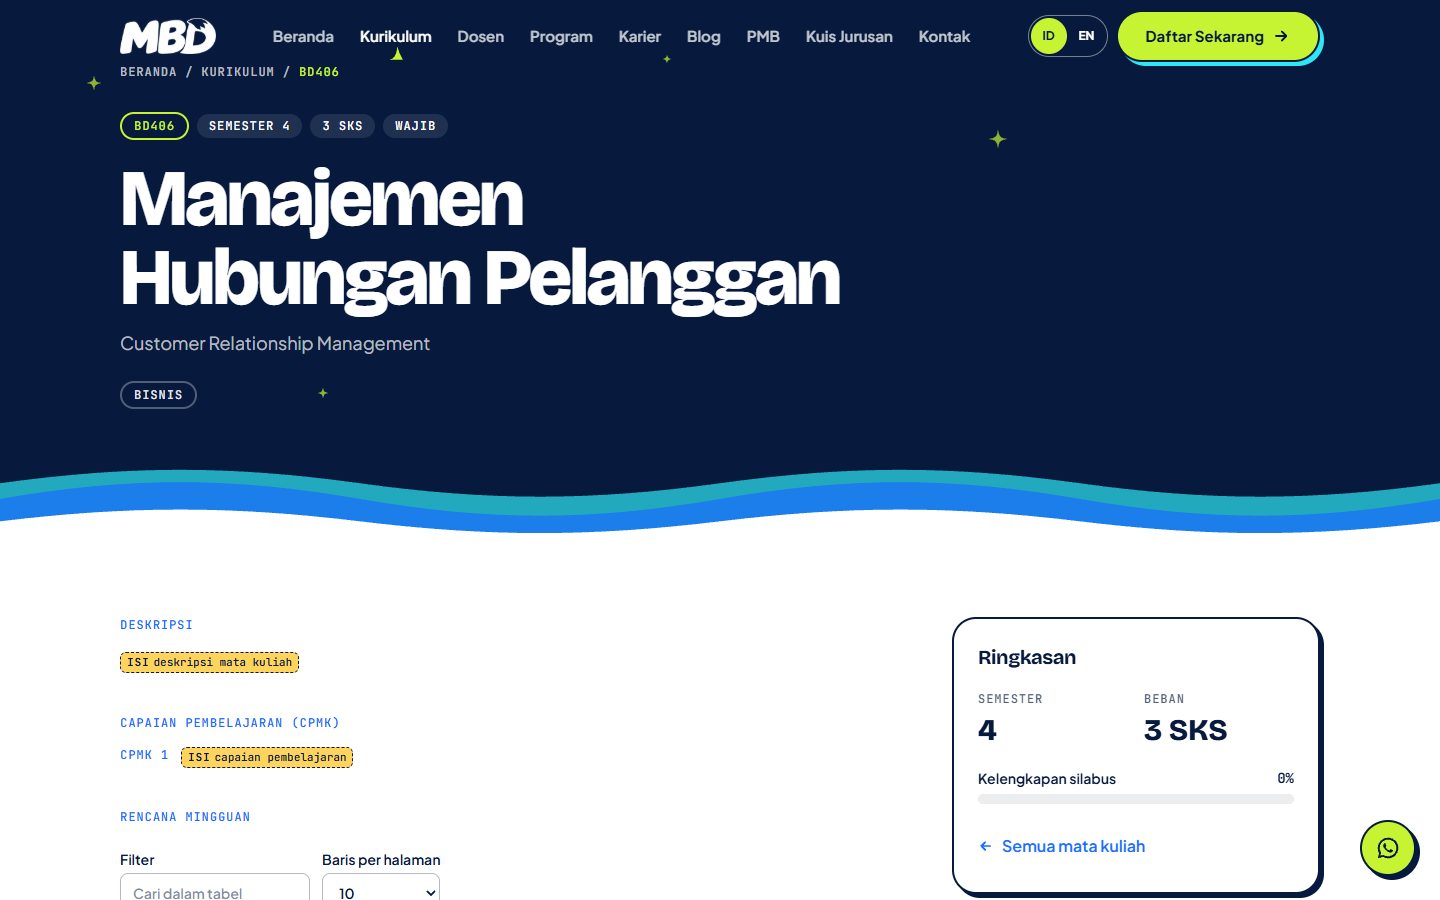 MBD
Beranda Kurikulum Dosen Program Karier Blog PMB Kuis Jurusan Kontak
ID EN
Daftar Sekarang →
BERANDA / KURIKULUM / BD406
BD406 SEMESTER 4 3 SKS WAJIB
Manajemen
Hubungan Pelanggan
Customer Relationship Management
BISNIS
DESKRIPSI
ISI deskripsi mata kuliah
CAPAIAN PEMBELAJARAN (CPMK)
CPMK 1 ISI capaian pembelajaran
RENCANA MINGGUAN
Filter Baris per halaman
Cari dalam tabel 10
Ringkasan
SEMESTER BEBAN
4 3 SKS
Kelengkapan silabus 0%
← Semua mata kuliah